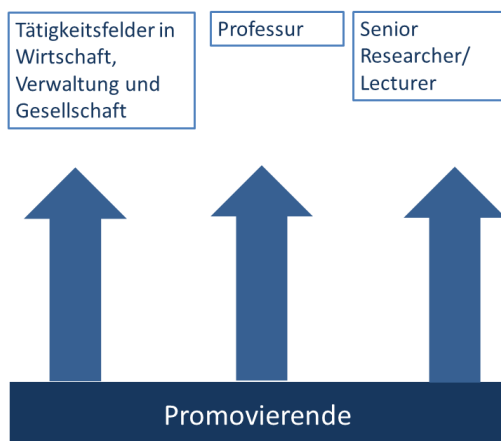 Tätigkeitsfelder in
Wirtschaft,
Verwaltung und
Gesellschaft
Professur
Senior
Researcher/
Lecturer
Promovierende